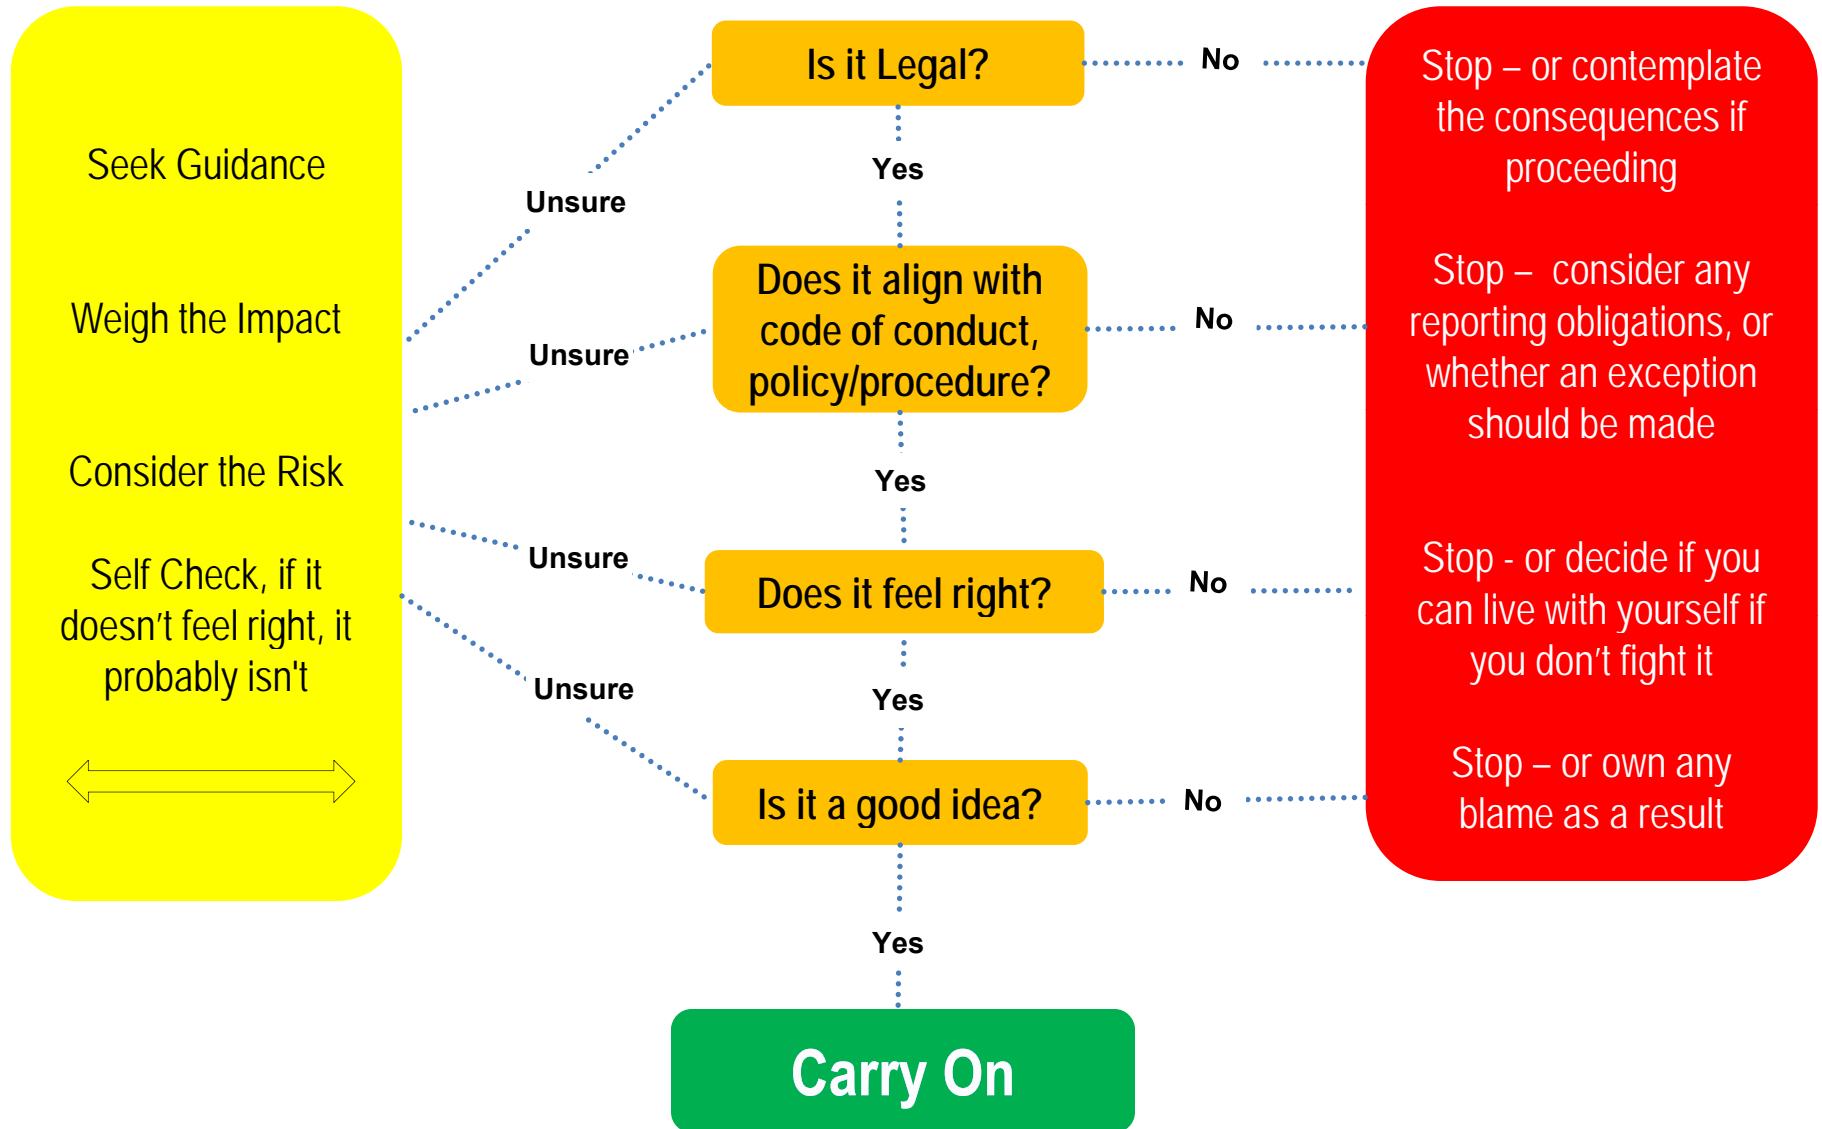 Seek Guidance
Weigh the Impact
Consider the Risk
Self Check, if it
doesn’t feel right, it
probably isn't
Unsure
Unsure
Unsure
Unsure
Is it Legal?
Yes
Does it align with
code of conduct,
policy/procedure?
Yes
Does it feel right?
Yes
Is it a good idea?
Yes
Carry On
No
No
No
No
Stop – or contemplate
the consequences if
proceeding
Stop – consider any
reporting obligations, or
whether an exception
should be made
Stop - or decide if you
can live with yourself if
you don’t fight it
Stop – or own any
blame as a result